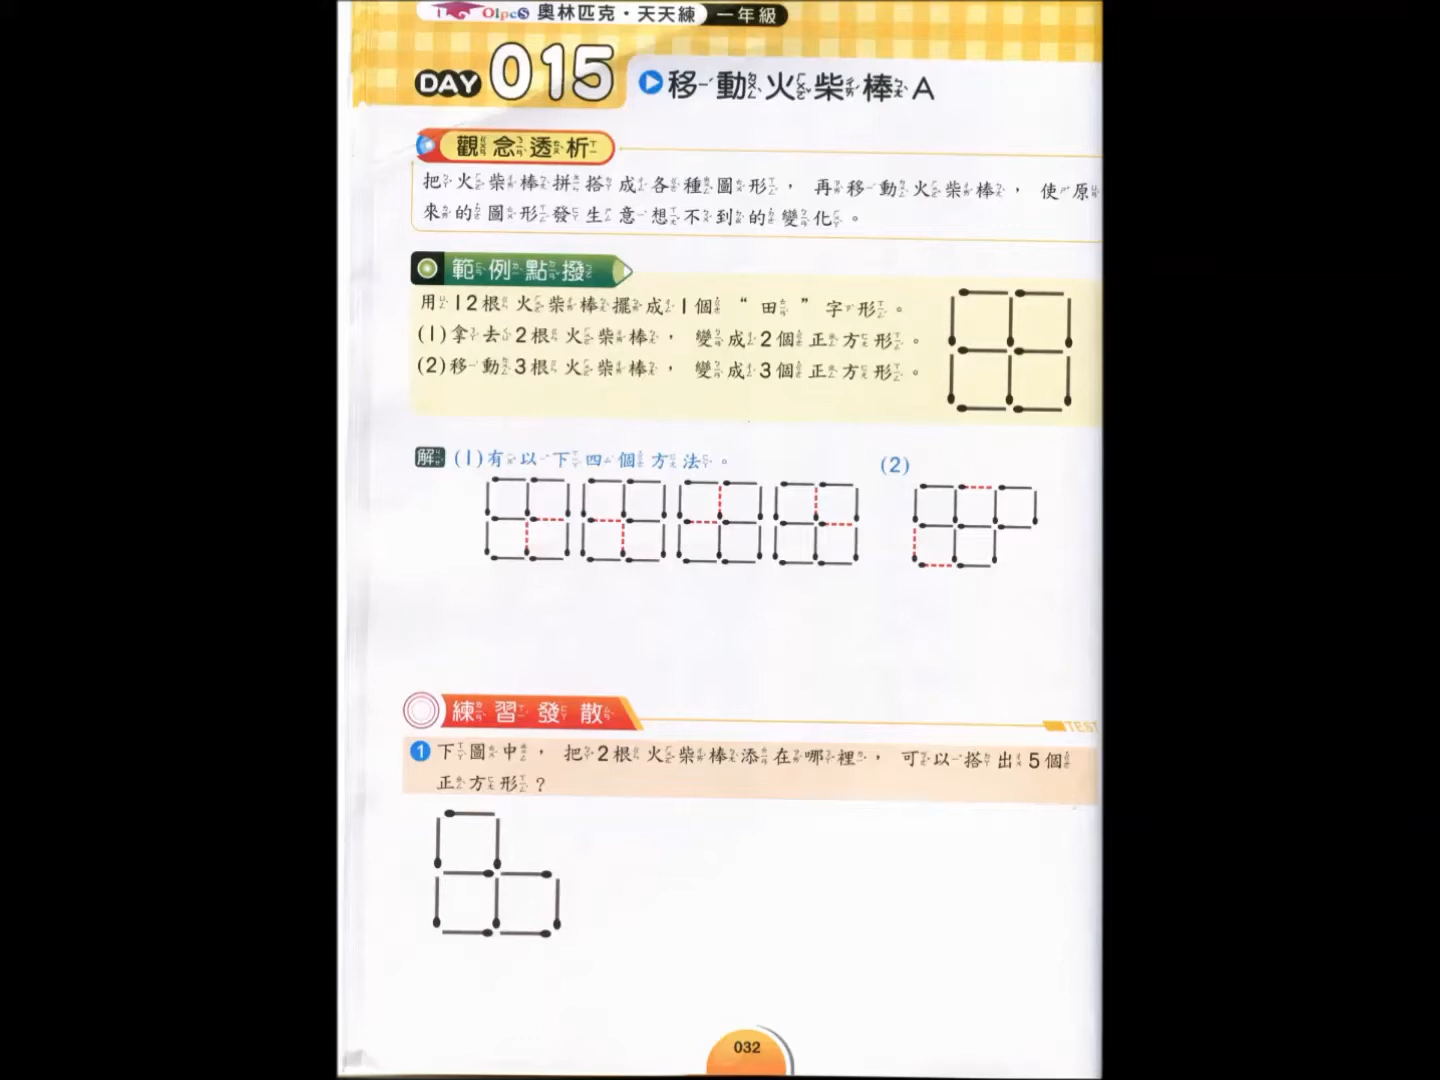 OlpcS 奧林匹克・天天練 一年級
DAY 015 移動火柴棒A
觀念透析
把火柴棒拼搭成各種圖形，再移動火柴棒，使原
來的圖形發生意想不到的變化。
範例點撥
用12根火柴棒擺成1個“田”字形。
(1)拿去2根火柴棒，變成2個正方形。
(2)移動3根火柴棒，變成3個正方形。
解 (1)有以下四個方法。 (2)
練習發散
TEST
1 下圖中，把2根火柴棒添在哪裡，可以搭出5個
正方形？
032